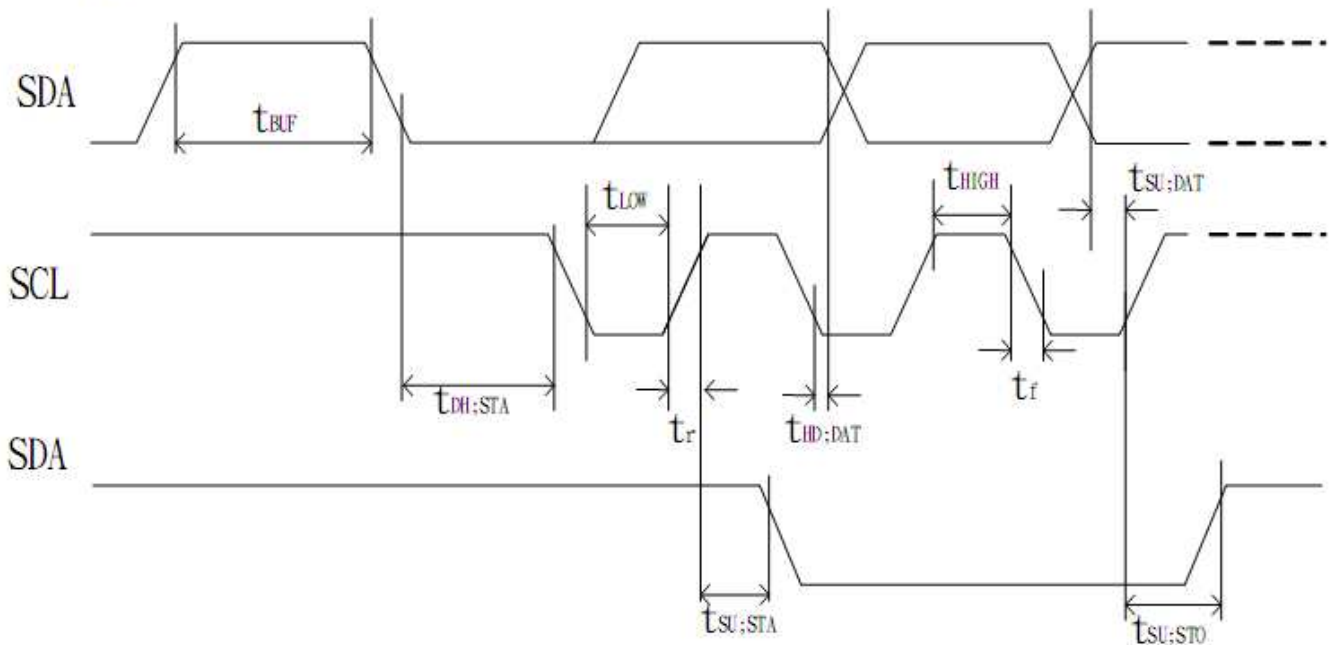 SDA
tBUF
tLOW
tHIGH
tSU;DAT
SCL
tDH;STA
tr
tHD;DAT
tf
SDA
tSU;STA
tSU;STO